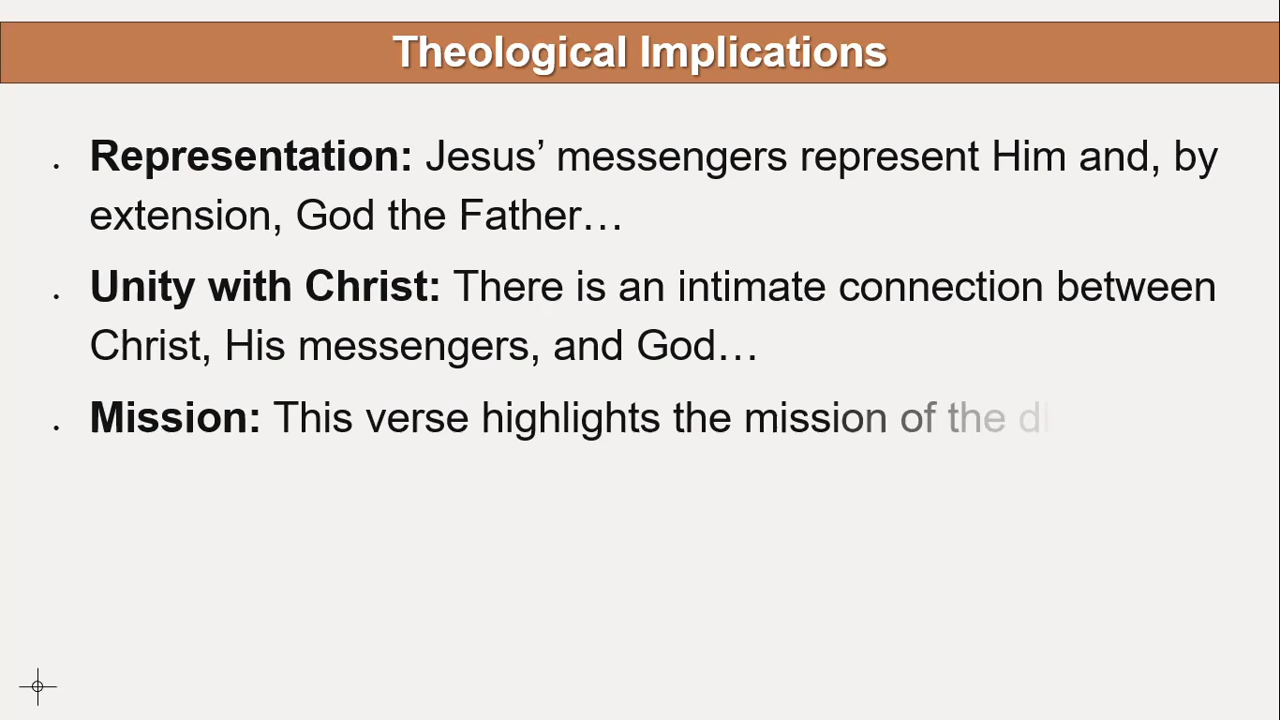 Theological Implications
. Representation: Jesus’ messengers represent Him and, by
extension, God the Father…
. Unity with Christ: There is an intimate connection between
Christ, His messengers, and God…
. Mission: This verse highlights the mission of the